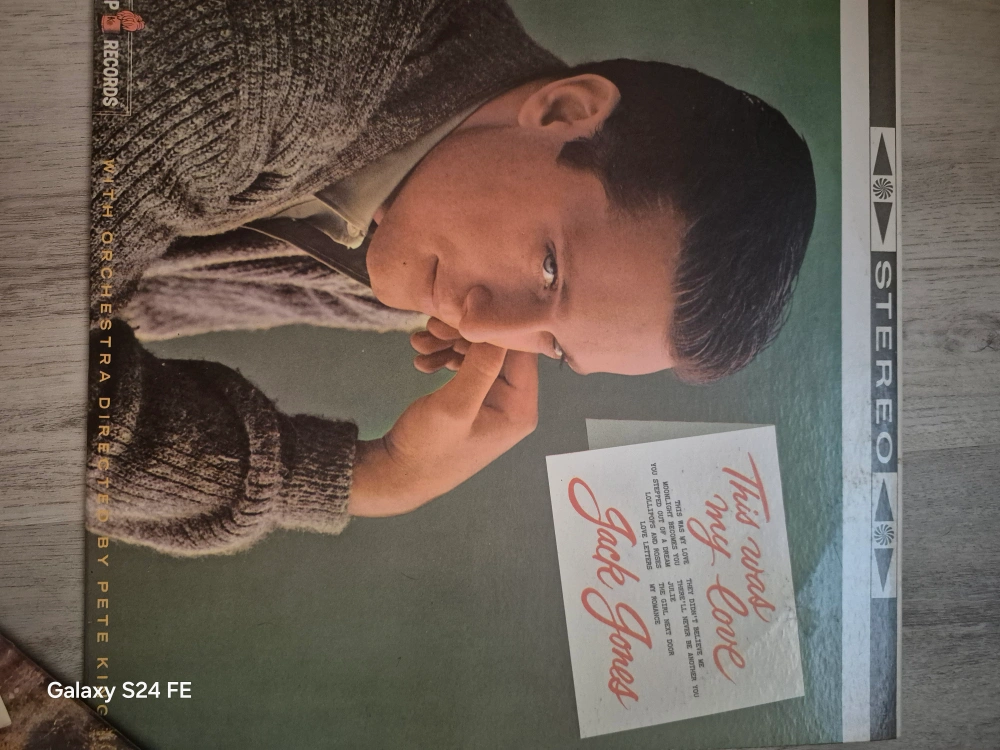 STEREO
This was
my love
THIS WAS MY LOVE
MOONLIGHT BECOMES YOU
YOU STEPPED OUT OF A DREAM
LOLLIPOPS AND ROSES
LOVE LETTERS
THEY DIDN'T BELIEVE ME
THERE'LL NEVER BE ANOTHER YOU
JULIE
THE GIRL NEXT DOOR
MY ROMANCE
Jack Jones
P RECORDS
WITH ORCHESTRA DIRECTED BY PETE
Galaxy S24 FE